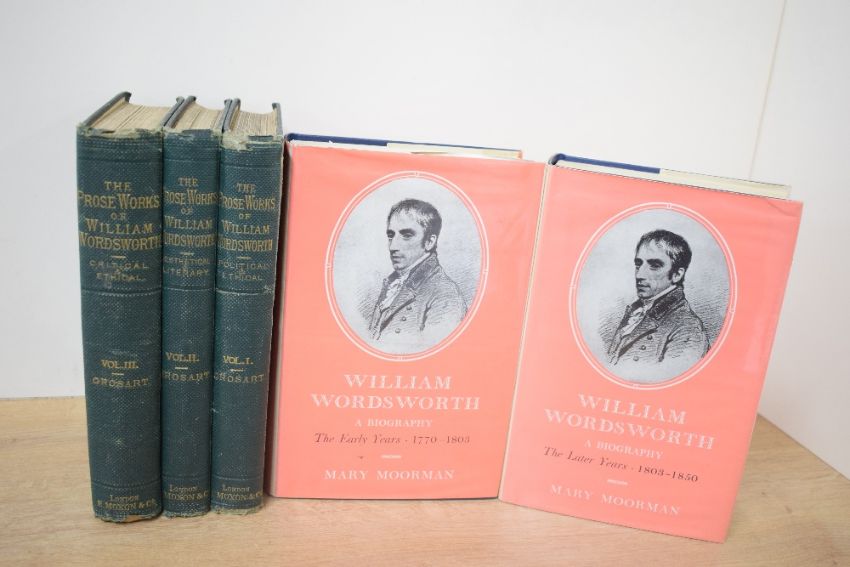 THE
PROSE WORKS
OF
WILLIAM
WORDSWORTH
CRITICAL
&
ETHICAL.
VOL.III.
GROSART.
LONDON
E. MOXON & CO.
THE
PROSE WORKS
OF
WILLIAM
WORDSWORTH
ESTHETICAL
LITERARY.
VOL.II.
GROSART.
LONDON
MOXON & C
THE
PROSE WORKS
OF
WILLIAM
WORDSWORTH
POLITICAL
&
ETHICAL.
VOL.I.
GROSART.
LONDON
MOXON & C
WILLIAM
WORDSWORTH
A BIOGRAPHY
The Early Years · 1770–1803
MARY MOORMAN
WILLIAM
WORDSWORTH
A BIOGRAPHY
The Later Years · 1803–1850
MARY MOORMAN